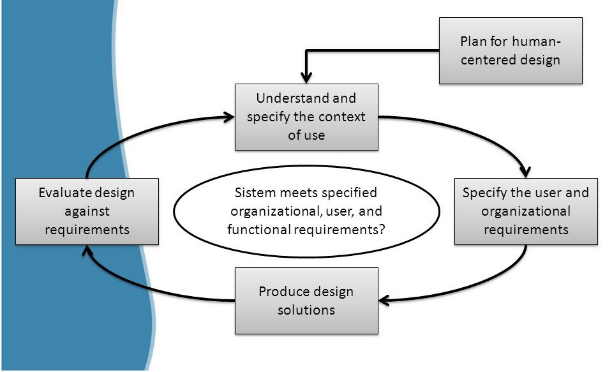 Plan for human-
centered design
Understand and
specify the context
of use
Evaluate design
against
requirements
Sistem meets specified
organizational, user, and
functional requirements?
Specify the user and
organizational
requirements
Produce design
solutions